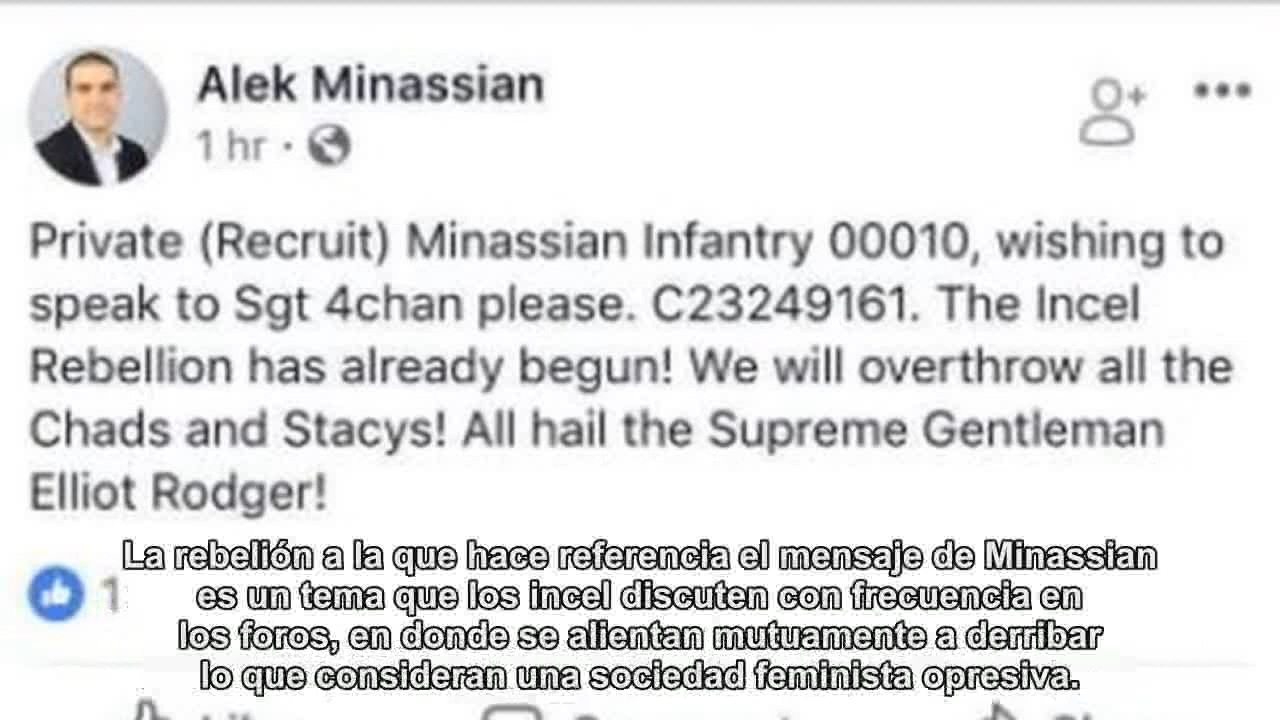 Alek Minassian
1 hr ·
Private (Recruit) Minassian Infantry 00010, wishing to
speak to Sgt 4chan please. C23249161. The Incel
Rebellion has already begun! We will overthrow all the
Chads and Stacys! All hail the Supreme Gentleman
Elliot Rodger!
La rebelión a la que hace referencia el mensaje de Minassian
1 es un tema que los incel discuten con frecuencia en
los foros, en donde se alientan mutuamente a derribar
lo que consideran una sociedad feminista opresiva.